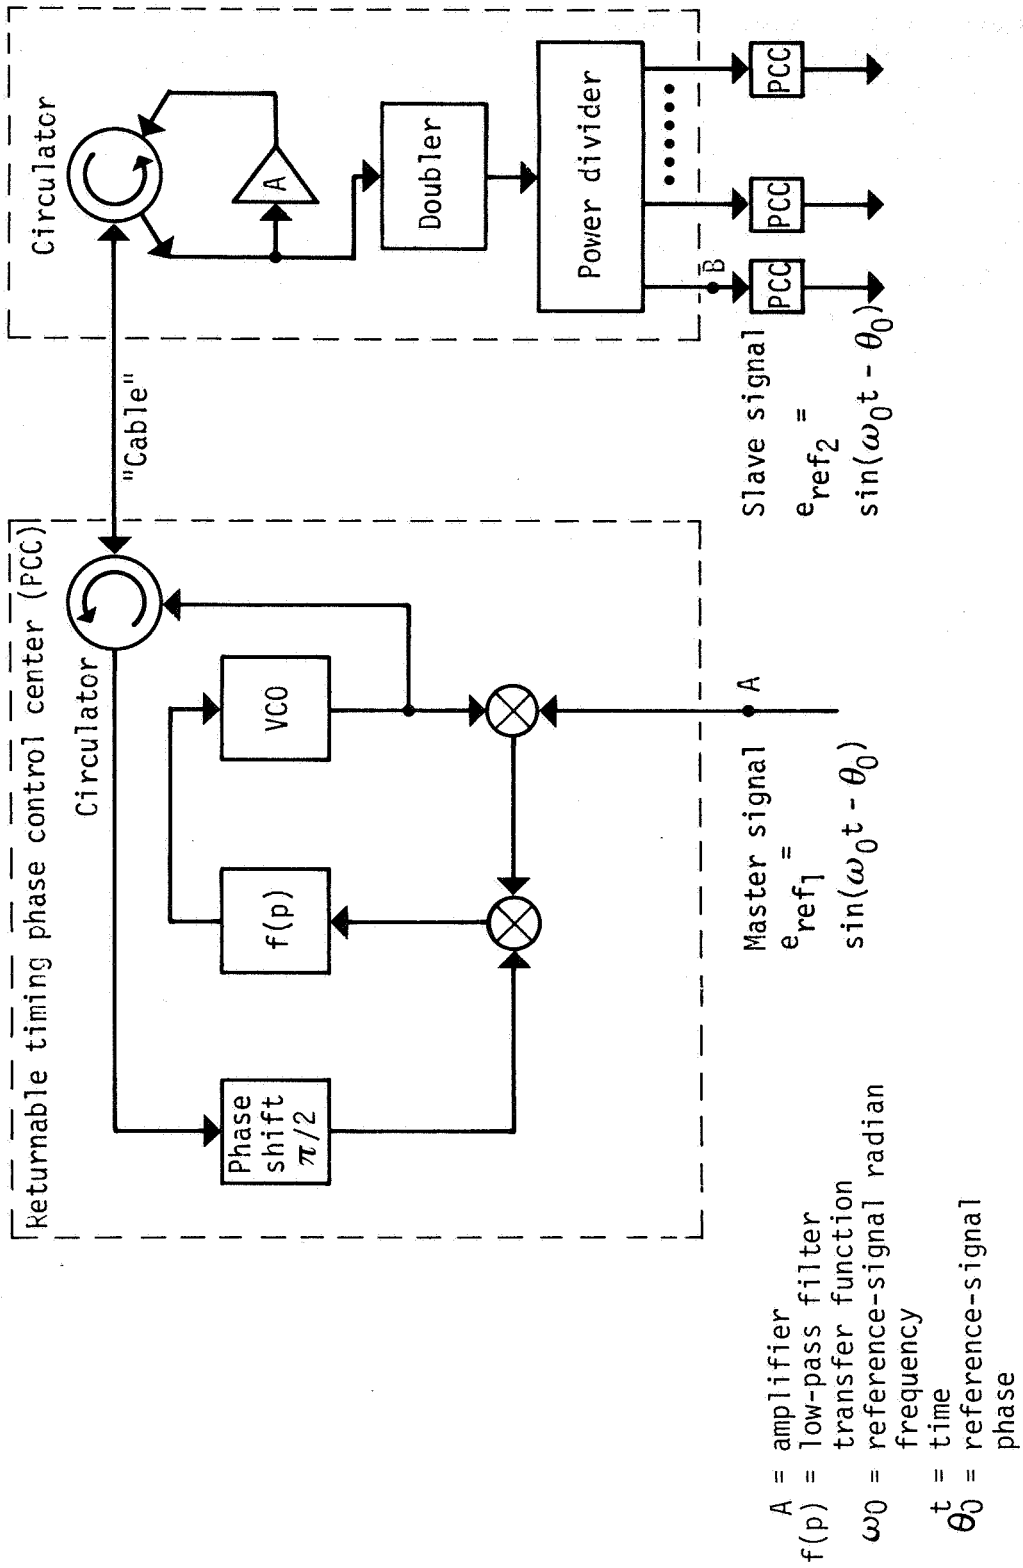 Returnable timing phase control center (PCC)
Circulator
Phase
shift
π/2
f(p)
VCO
"Cable"
Circulator
A
Doubler
Power divider
B
PCC
PCC
PCC
A
Master signal
e_ref1 =
sin(ω0t - θ0)
Slave signal
e_ref2 =
sin(ω0t - θ0)
A = amplifier
f(p) = low-pass filter
transfer function
ω0 = reference-signal radian
frequency
t = time
θ0 = reference-signal
phase